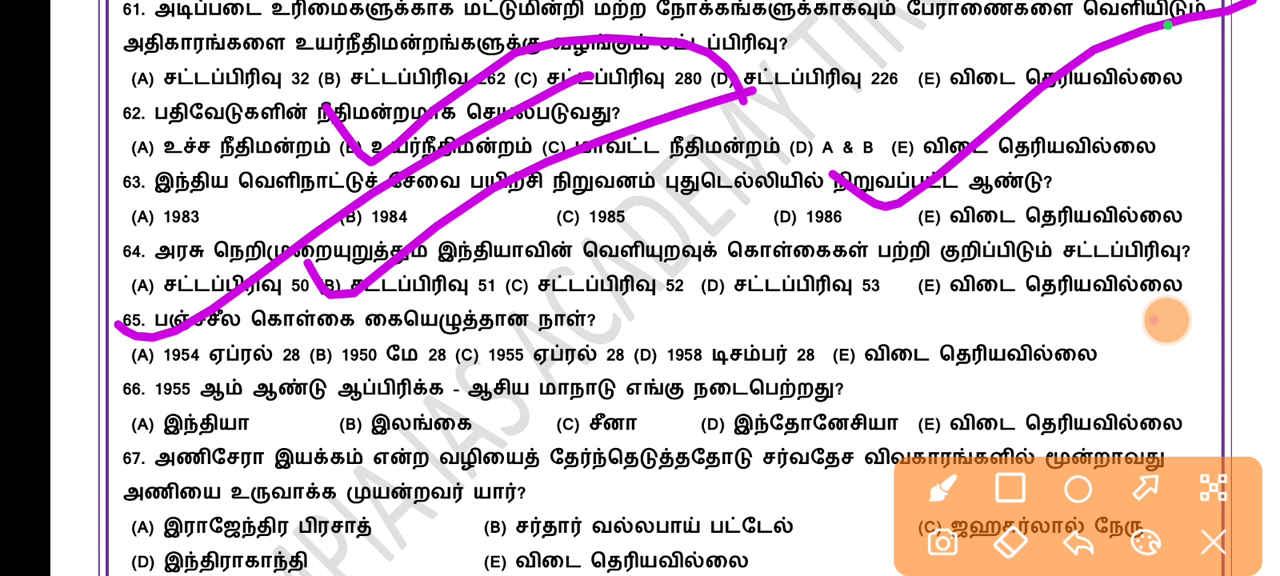 61. அடிப்படை உரிமைகளுக்காக மட்டுமின்றி மற்ற நோக்கங்களுக்காகவும் பேராணைகளை வெளியிடும்
அதிகாரங்களை உயர்நீதிமன்றங்களுக்கு வழங்கும் சட்டப்பிரிவு?
(A) சட்டப்பிரிவு 32 (B) சட்டப்பிரிவு 262 (C) சட்டப்பிரிவு 280 (D) சட்டப்பிரிவு 226 (E) விடை தெரியவில்லை
62. பதிவேடுகளின் நீதிமன்றமாக செயல்படுவது?
(A) உச்ச நீதிமன்றம் (B) உயர்நீதிமன்றம் (C) மாவட்ட நீதிமன்றம் (D) A & B (E) விடை தெரியவில்லை
63. இந்திய வெளிநாட்டுச் சேவை பயிற்சி நிறுவனம் புதுடெல்லியில் நிறுவப்பட்ட ஆண்டு?
(A) 1983 (B) 1984 (C) 1985 (D) 1986 (E) விடை தெரியவில்லை
64. அரசு நெறிமுறையுறுத்தும் இந்தியாவின் வெளியுறவுக் கொள்கைகள் பற்றி குறிப்பிடும் சட்டப்பிரிவு?
(A) சட்டப்பிரிவு 50 (B) சட்டப்பிரிவு 51 (C) சட்டப்பிரிவு 52 (D) சட்டப்பிரிவு 53 (E) விடை தெரியவில்லை
65. பஞ்சசீல கொள்கை கையெழுத்தான நாள்?
(A) 1954 ஏப்ரல் 28 (B) 1950 மே 28 (C) 1955 ஏப்ரல் 28 (D) 1958 டிசம்பர் 28 (E) விடை தெரியவில்லை
66. 1955 ஆம் ஆண்டு ஆப்பிரிக்க - ஆசிய மாநாடு எங்கு நடைபெற்றது?
(A) இந்தியா (B) இலங்கை (C) சீனா (D) இந்தோனேசியா (E) விடை தெரியவில்லை
67. அணிசேரா இயக்கம் என்ற வழியைத் தேர்ந்தெடுத்ததோடு சர்வதேச விவகாரங்களில் மூன்றாவது
அணியை உருவாக்க முயன்றவர் யார்?
(A) இராஜேந்திர பிரசாத் (B) சர்தார் வல்லபாய் பட்டேல் (C) ஜஹகர்லால் நேரு
(D) இந்திராகாந்தி (E) விடை தெரியவில்லை
IAS ACADEMY